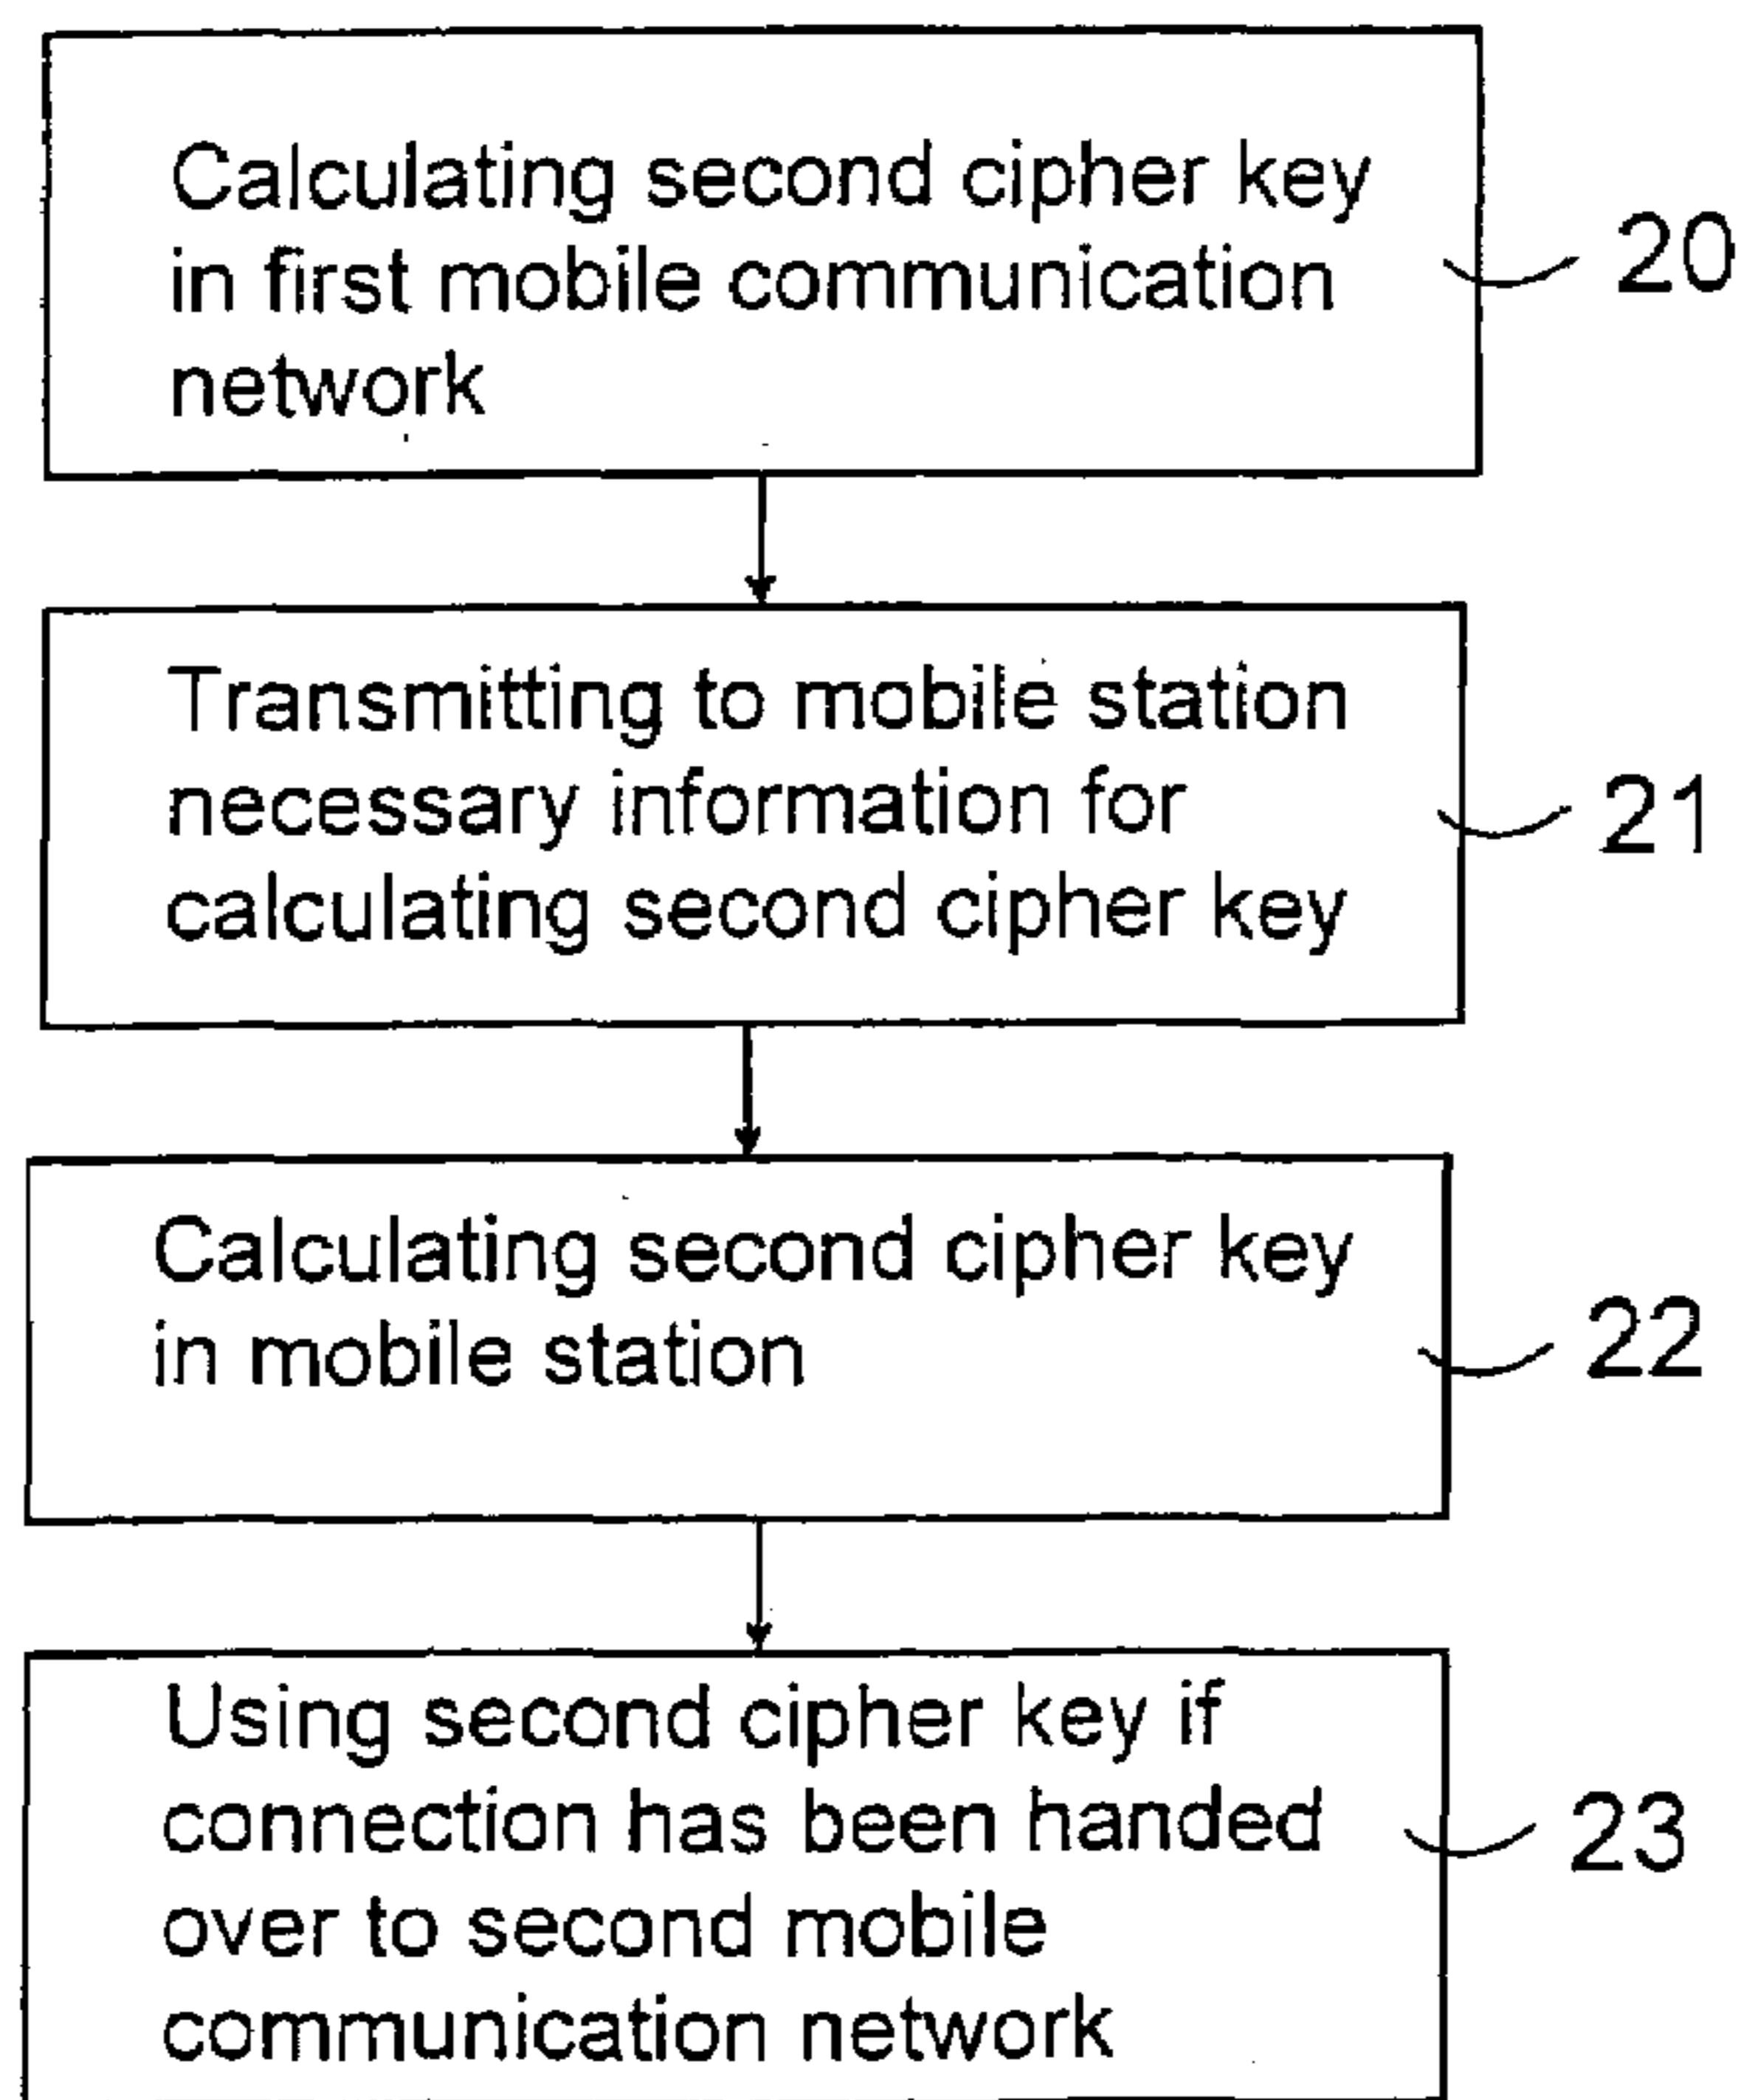 Calculating second cipher key
in first mobile communication
network
20
Transmitting to mobile station
necessary information for
calculating second cipher key
21
Calculating second cipher key
in mobile station
22
Using second cipher key if
connection has been handed
over to second mobile
communication network
23